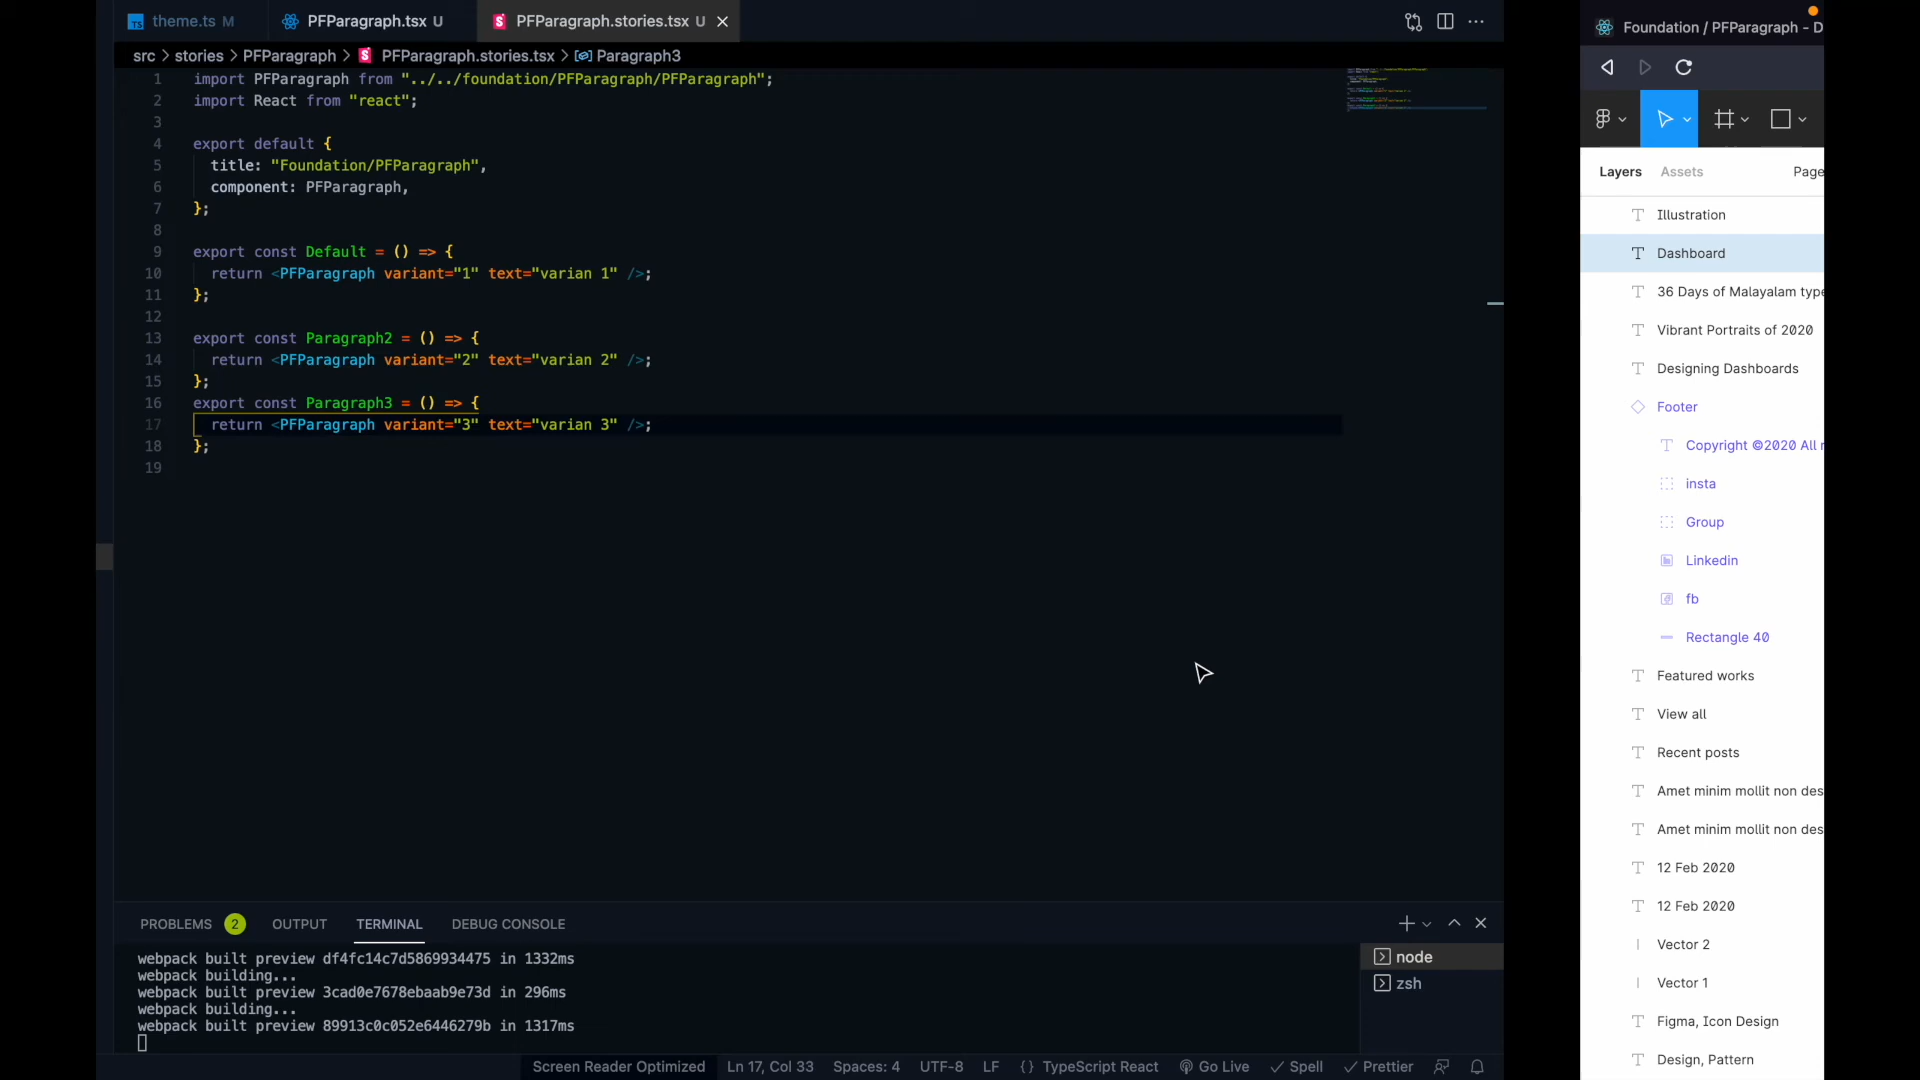 theme.ts M
PFParagraph.tsx U
PFParagraph.stories.tsx U
src > stories > PFParagraph > PFParagraph.stories.tsx > Paragraph3
1 import PFParagraph from "../../foundation/PFParagraph/PFParagraph";
2 import React from "react";
3
4 export default {
5 title: "Foundation/PFParagraph",
6 component: PFParagraph,
7 };
8
9 export const Default = () => {
10 return <PFParagraph variant="1" text="varian 1" />;
11 };
12
13 export const Paragraph2 = () => {
14 return <PFParagraph variant="2" text="varian 2" />;
15 };
16 export const Paragraph3 = () => {
17 return <PFParagraph variant="3" text="varian 3" />;
18 };
19
PROBLEMS 2 OUTPUT TERMINAL DEBUG CONSOLE
webpack built preview df4fc14c7d5869934475 in 1332ms
webpack building...
webpack built preview 3cad0e7678ebaab9e73d in 296ms
webpack building...
webpack built preview 89913c0c052e6446279b in 1317ms
node
zsh
Screen Reader Optimized Ln 17, Col 33 Spaces: 4 UTF-8 LF {} TypeScript React Go Live Spell Prettier
Foundation / PFParagraph - D
Layers Assets Page
Illustration
Dashboard
36 Days of Malayalam type
Vibrant Portraits of 2020
Designing Dashboards
Footer
Copyright ©2020 All r
insta
Group
Linkedin
fb
Rectangle 40
Featured works
View all
Recent posts
Amet minim mollit non des
Amet minim mollit non des
12 Feb 2020
12 Feb 2020
Vector 2
Vector 1
Figma, Icon Design
Design, Pattern